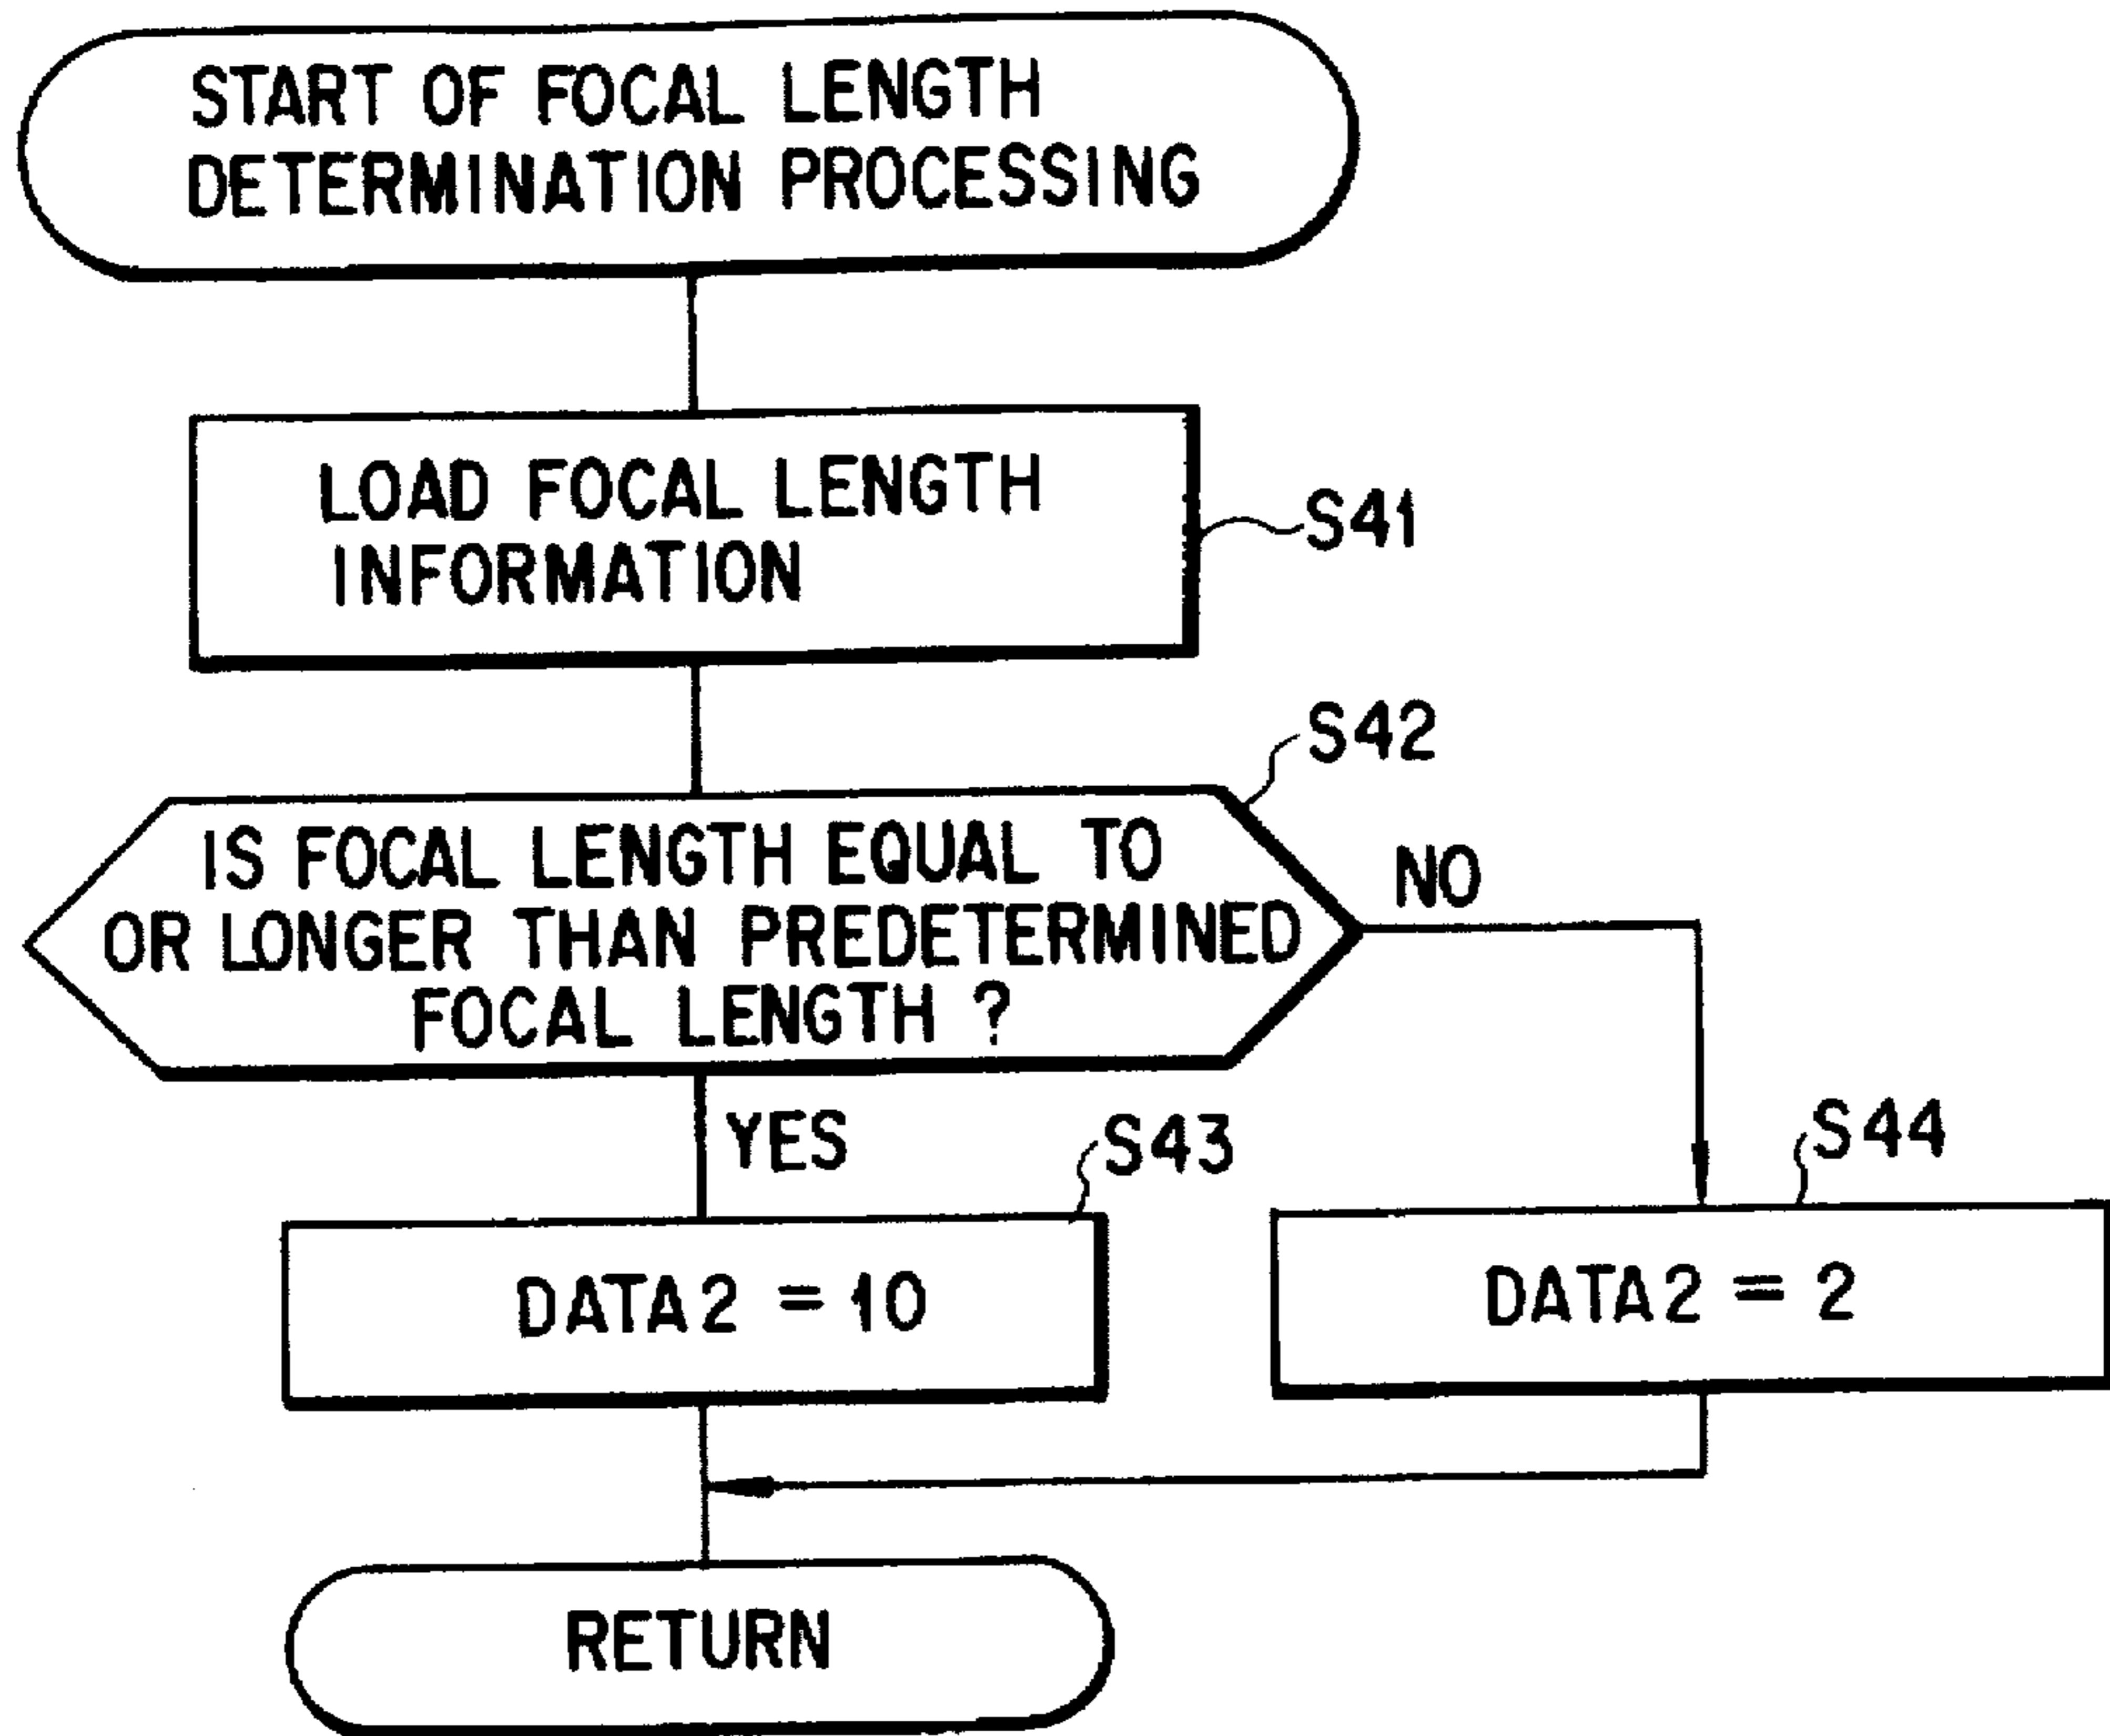 START OF FOCAL LENGTH
DETERMINATION PROCESSING
LOAD FOCAL LENGTH
INFORMATION
S41
S42
IS FOCAL LENGTH EQUAL TO
OR LONGER THAN PREDETERMINED
FOCAL LENGTH ?
NO
YES
S43
S44
DATA2 = 10
DATA2 = 2
RETURN